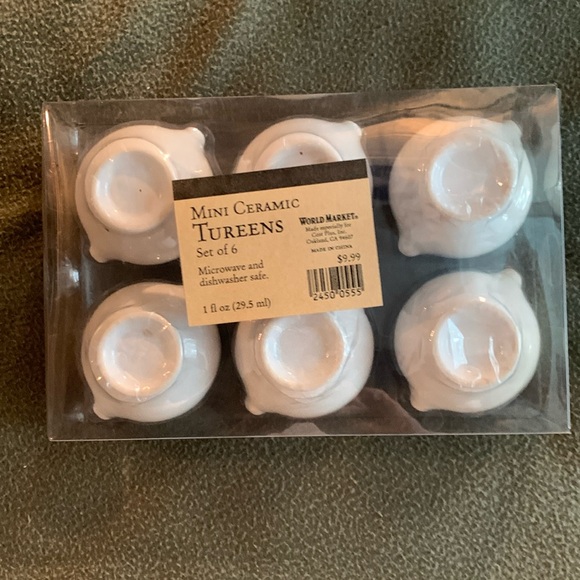 MINI CERAMIC
TUREENS
Set of 6
Microwave and
dishwasher safe.
1 fl oz (29.5 ml)
WORLD MARKET®
Made especially for
Cost Plus, Inc.
Oakland, CA 94607
MADE IN CHINA
$9.99
2450 0555